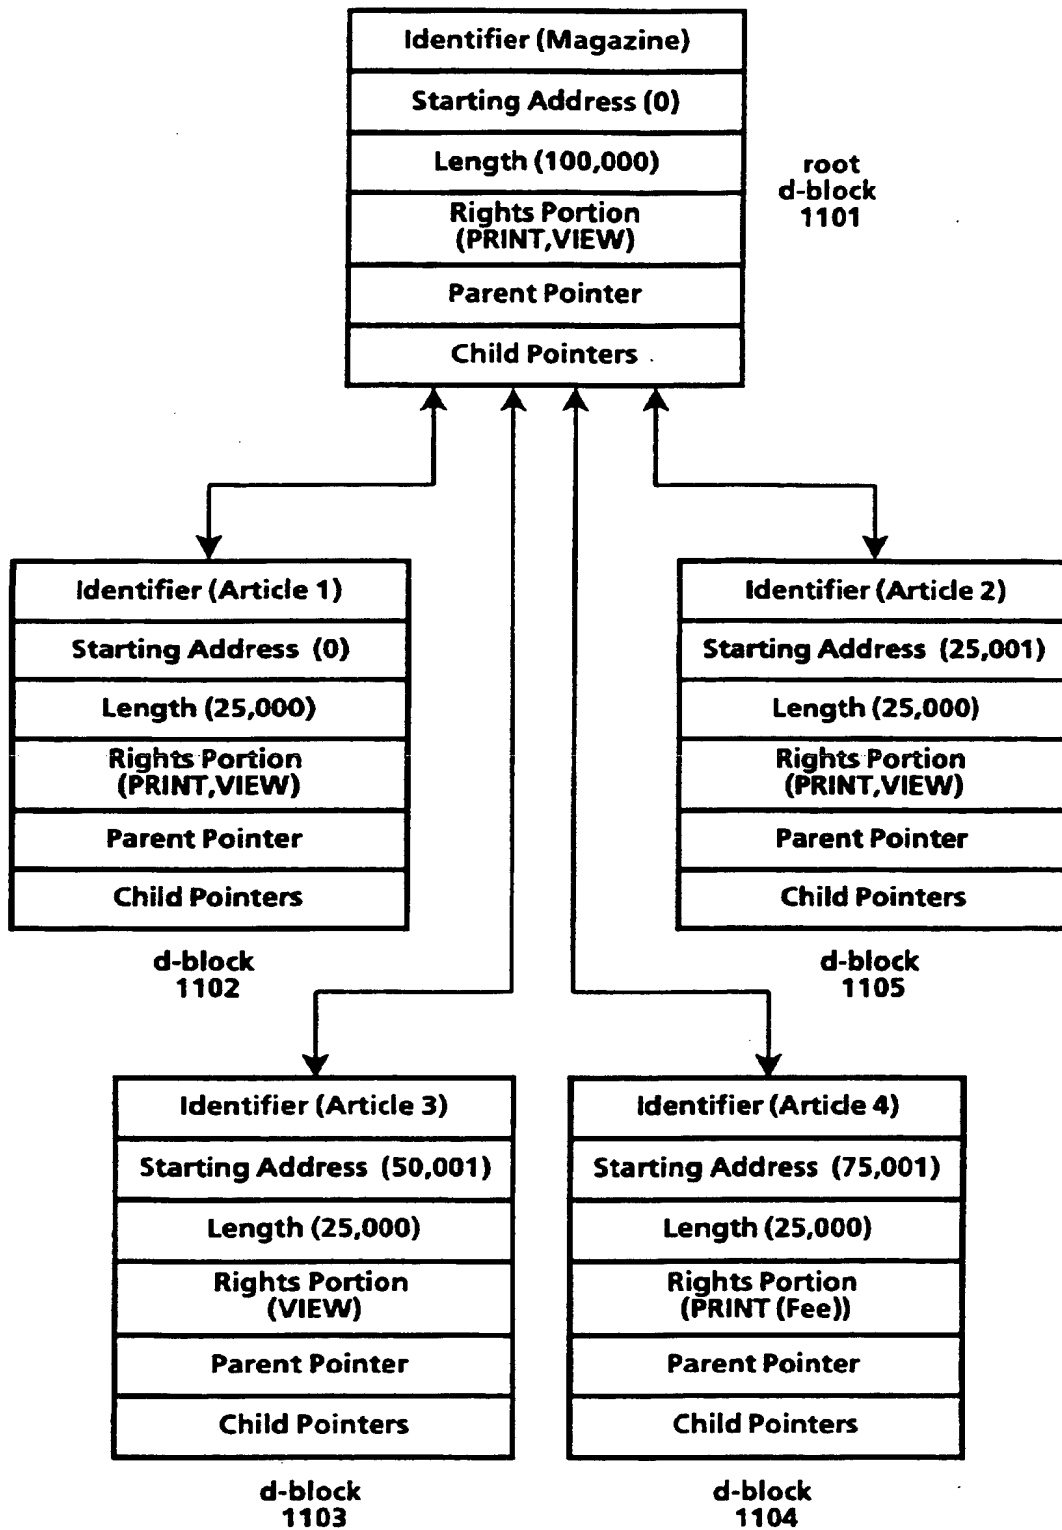 Identifier (Magazine)
Starting Address (0)
Length (100,000)
Rights Portion
(PRINT,VIEW)
Parent Pointer
Child Pointers
root
d-block
1101
Identifier (Article 1)
Starting Address (0)
Length (25,000)
Rights Portion
(PRINT,VIEW)
Parent Pointer
Child Pointers
d-block
1102
Identifier (Article 2)
Starting Address (25,001)
Length (25,000)
Rights Portion
(PRINT,VIEW)
Parent Pointer
Child Pointers
d-block
1105
Identifier (Article 3)
Starting Address (50,001)
Length (25,000)
Rights Portion
(VIEW)
Parent Pointer
Child Pointers
d-block
1103
Identifier (Article 4)
Starting Address (75,001)
Length (25,000)
Rights Portion
(PRINT (Fee))
Parent Pointer
Child Pointers
d-block
1104